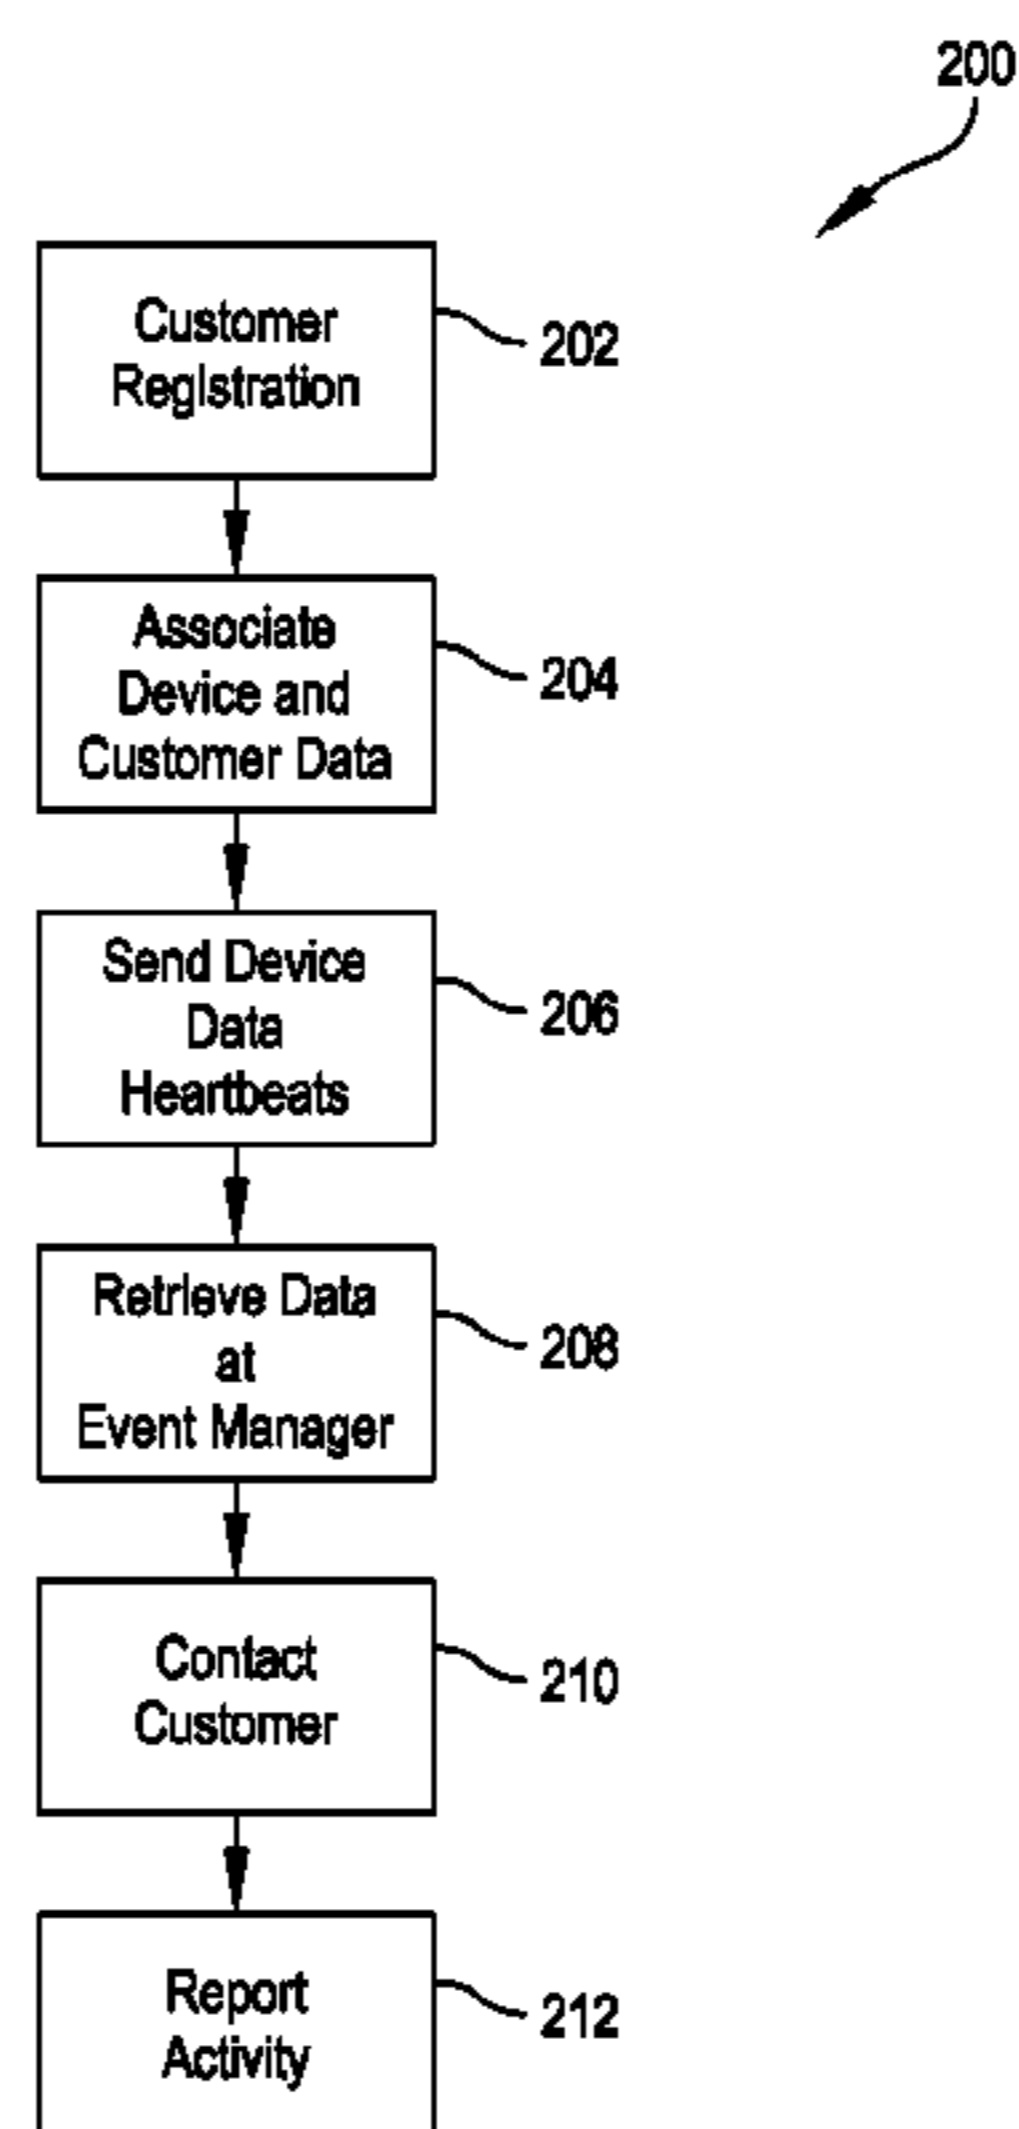 200
Customer
Registration
202
Associate
Device and
Customer Data
204
Send Device
Data
Heartbeats
206
Retrieve Data
at
Event Manager
208
Contact
Customer
210
Report
Activity
212